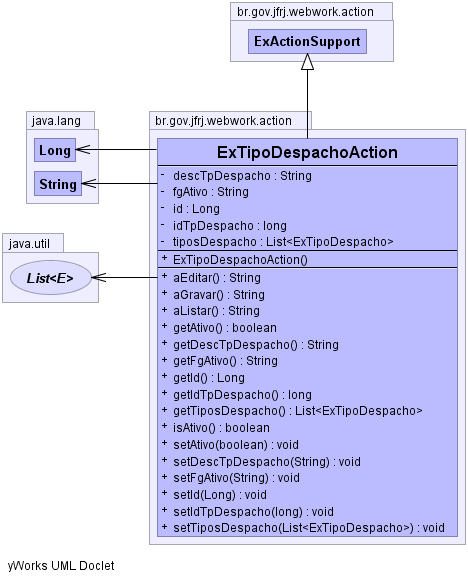 br.gov.jfrj.webwork.action
ExActionSupport
java.lang
Long
String
java.util
List<E>
br.gov.jfrj.webwork.action
ExTipoDespachoAction
- descTpDespacho : String
- fgAtivo : String
- id : Long
- idTpDespacho : long
- tiposDespacho : List<ExTipoDespacho>
+ ExTipoDespachoAction()
+ aEditar() : String
+ aGravar() : String
+ aListar() : String
+ getAtivo() : boolean
+ getDescTpDespacho() : String
+ getFgAtivo() : String
+ getId() : Long
+ getIdTpDespacho() : long
+ getTiposDespacho() : List<ExTipoDespacho>
+ isAtivo() : boolean
+ setAtivo(boolean) : void
+ setDescTpDespacho(String) : void
+ setFgAtivo(String) : void
+ setId(Long) : void
+ setIdTpDespacho(long) : void
+ setTiposDespacho(List<ExTipoDespacho>) : void
yWorks UML Doclet